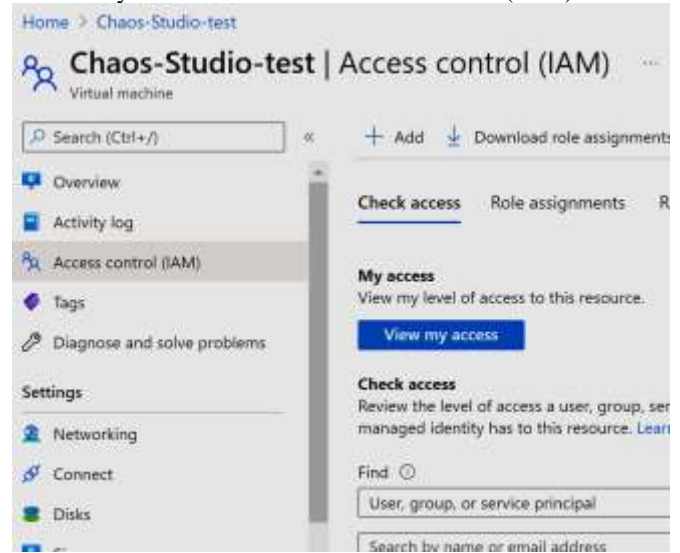 Home > Chaos-Studio-test
Chaos-Studio-test | Access control (IAM) ...
Virtual machine
Search (Ctrl+/)
«
+ Add
Download role assignments
Overview
Activity log
Access control (IAM)
Tags
Diagnose and solve problems
Settings
Networking
Connect
Disks
Check access
Role assignments
R
My access
View my level of access to this resource.
View my access
Check access
Review the level of access a user, group, ser
managed identity has to this resource. Lear
Find
User, group, or service principal
Search by name or email address